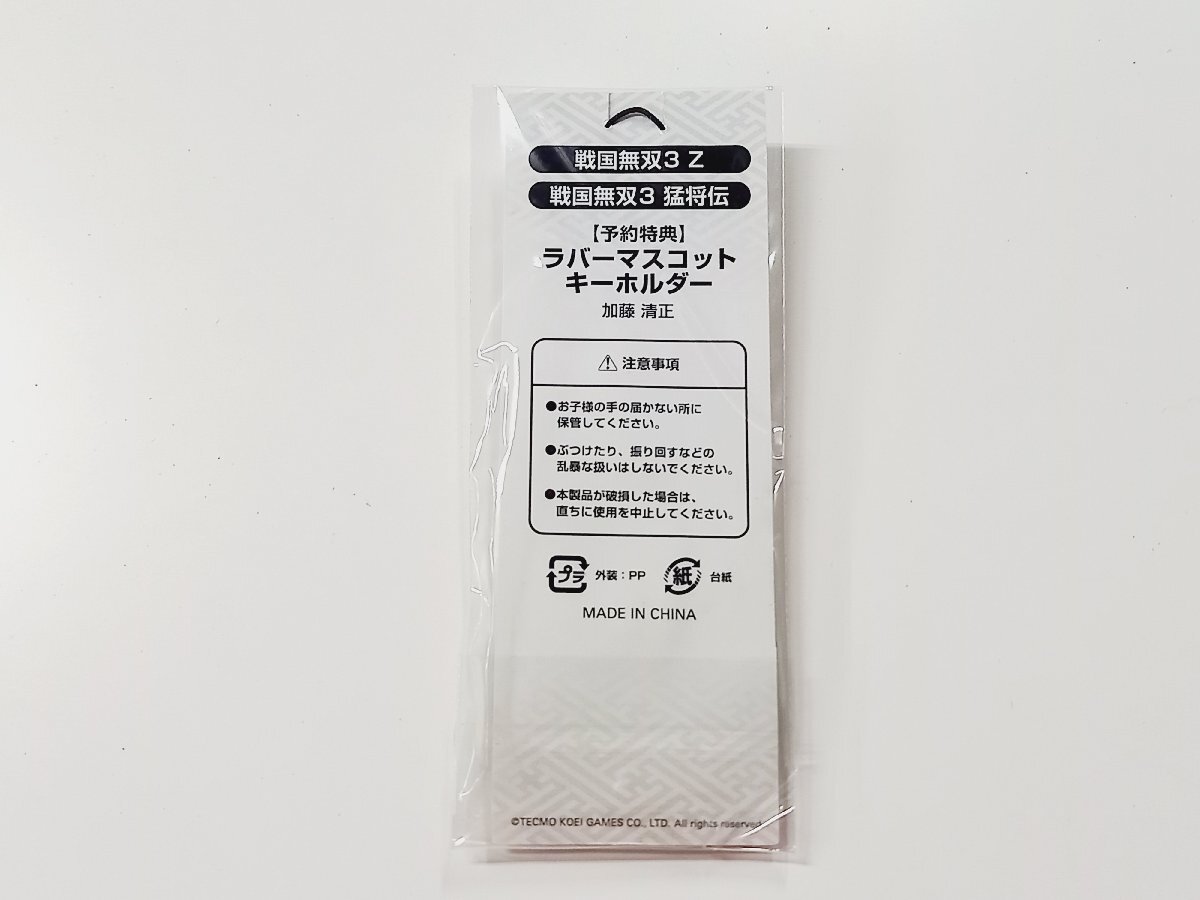 戦国無双3 Z
戦国無双3 猛将伝
【予約特典】
ラバーマスコット
キーホルダー
加藤 清正
注意事項
●お子様の手の届かない所に
保管してください。
●ぶつけたり、振り回すなどの
乱暴な扱いはしないでください。
●本製品が破損した場合は、
直ちに使用を中止してください。
プラ 外装：PP 紙 台紙
MADE IN CHINA
©TECMO KOEI GAMES CO., LTD. All rights reserved.